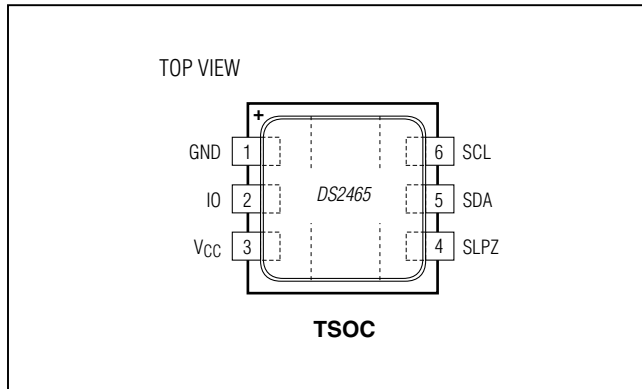 TOP VIEW
+
GND 1 6 SCL
IO 2 DS2465 5 SDA
VCC 3 4 SLPZ
TSOC